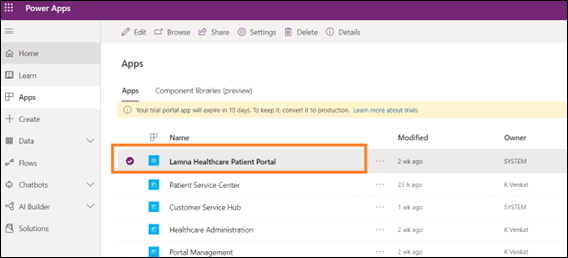 Power Apps
Edit Browse Share Settings Delete Details
Home
Learn
Apps
Create
Data
Flows
Chatbots
AI Builder
Solutions
Apps
Apps Component libraries (preview)
Your trial portal app will expire in 10 days. To keep it, convert it to production. Learn more about trials.
Name Modified Owner
Lamna Healthcare Patient Portal ... 2 wk ago SYSTEM
Patient Service Center ... 23 h ago K Venkat
Customer Service Hub ... 1 wk ago SYSTEM
Healthcare Administration ... 2 wk ago K Venkat
Portal Management ... 2 wk ago K Venkat